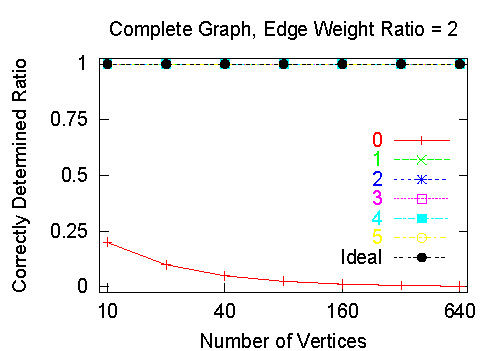 Complete Graph, Edge Weight Ratio = 2
Correctly Determined Ratio
1
0.75
0.5
0.25
0
0
1
2
3
4
5
Ideal
10 40 160 640
Number of Vertices